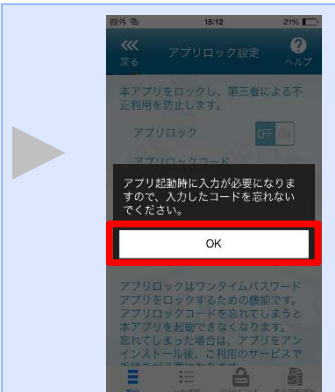 圏外
15:12
21%
戻る
アプリロック設定
?
ヘルプ
本アプリをロックし、第三者による不
正利用を防止します。
アプリロック
OFF ON
アプリロックコード
アプリ起動時に入力が必要になりま
すので、入力したコードを忘れない
でください。
OK
アプリロックはワンタイムパスワード
アプリをロックするための機能です。
アプリロックコードを忘れてしまうと
本アプリを起動できなくなります。
忘れてしまった場合は、アプリをアン
インストール後、ご利用のサービスで